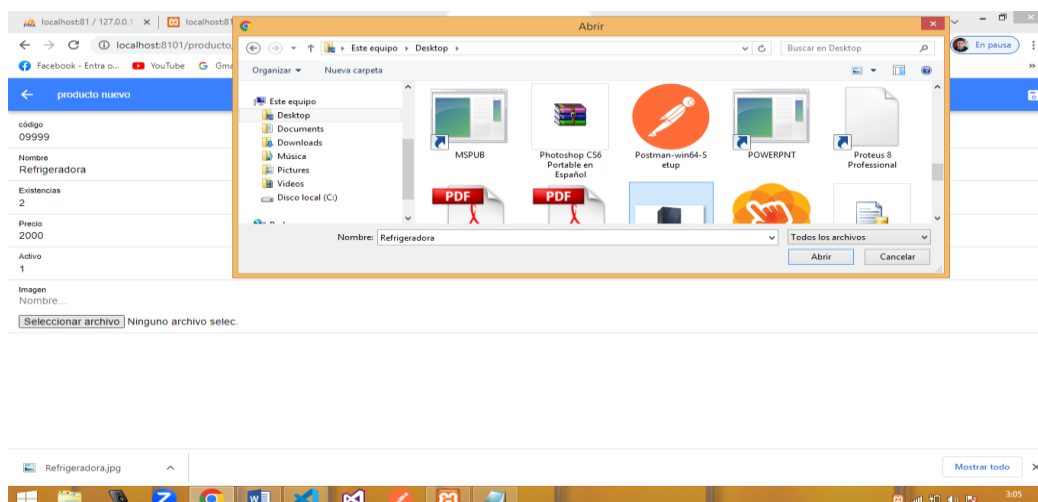 localhost:81 / 127.0.0.1
localhost:81
Abrir
localhost:8101/producto
En pausa
Este equipo
Desktop
Buscar en Desktop
Facebook - Entra o...
YouTube
Organizar
Nueva carpeta
producto nuevo
código
09999
Nombre
Refrigeradora
Existencias
2
Precio
2000
Activo
1
Imagen
Nombre...
Seleccionar archivo
Ninguno archivo selec.
Este equipo
Desktop
Documents
Downloads
Música
Pictures
Videos
Disco local (C:)
MSPUB
Photoshop CS6
Portable en
Español
Postman-win64-S
etup
POWERPNT
Proteus 8
Professional
PDF
PDF
Nombre:
Refrigeradora
Todos los archivos
Abrir
Cancelar
Refrigeradora.jpg
Mostrar todo
3:05